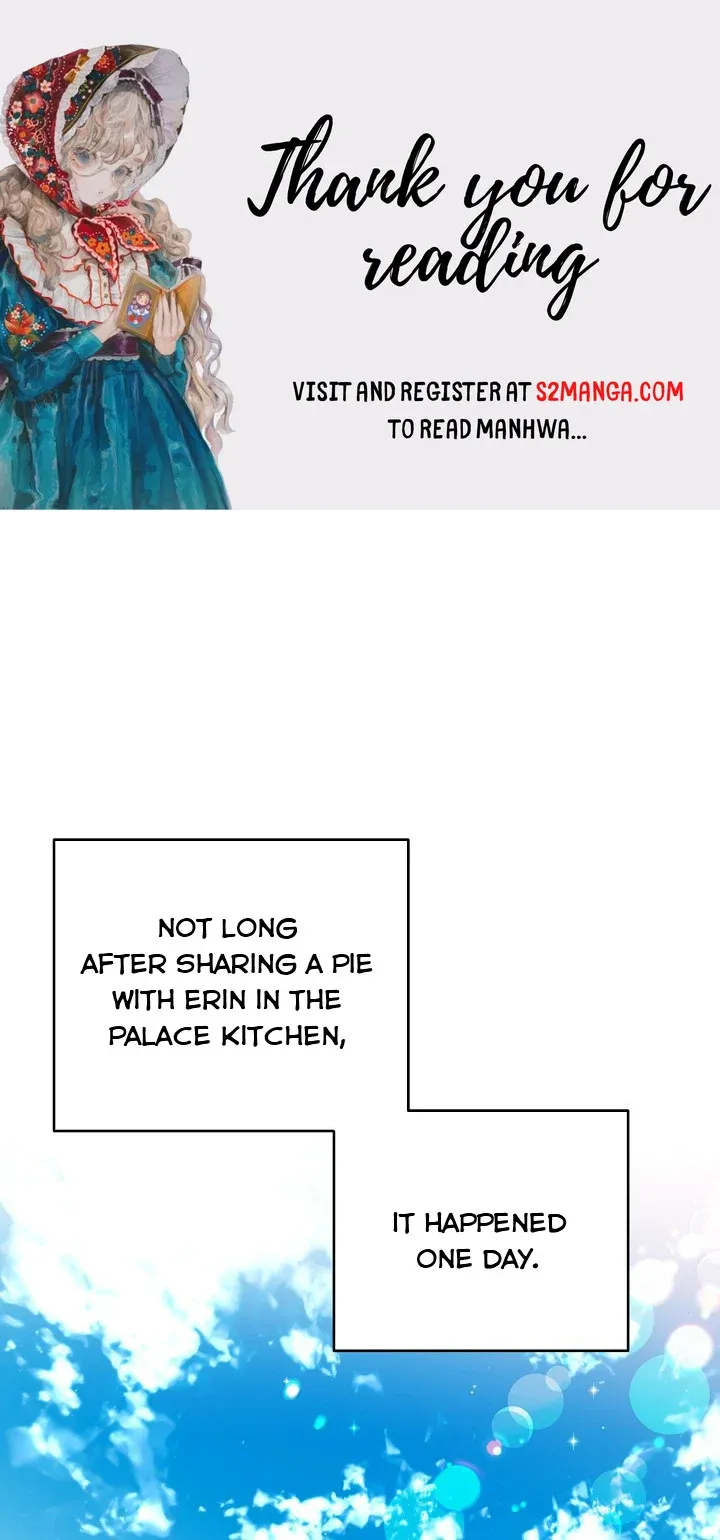 Thank you for
reading
VISIT AND REGISTER AT S2MANGA.COM
TO READ MANHWA...
NOT LONG
AFTER SHARING A PIE
WITH ERIN IN THE
PALACE KITCHEN,
IT HAPPENED
ONE DAY.